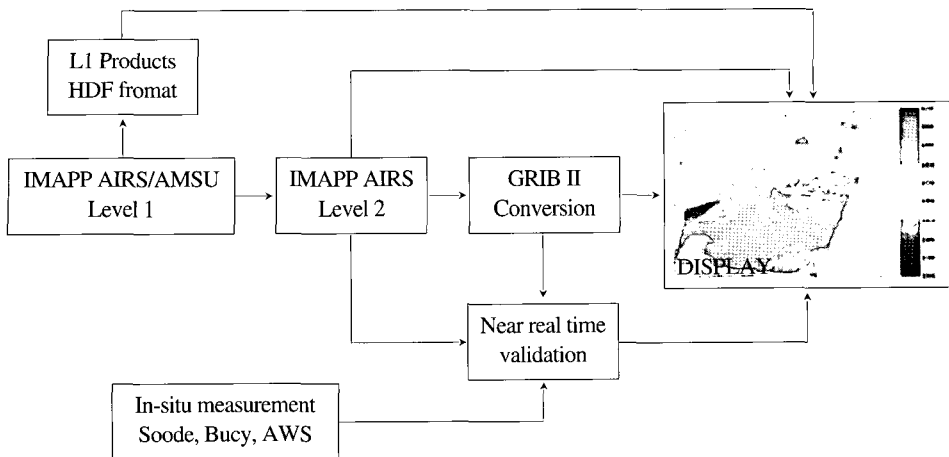 L1 Products
HDF fromat
IMAPP AIRS/AMSU
Level 1
IMAPP AIRS
Level 2
GRIB II
Conversion
DISPLAY
Near real time
validation
In-situ measurement
Soode, Bucy, AWS